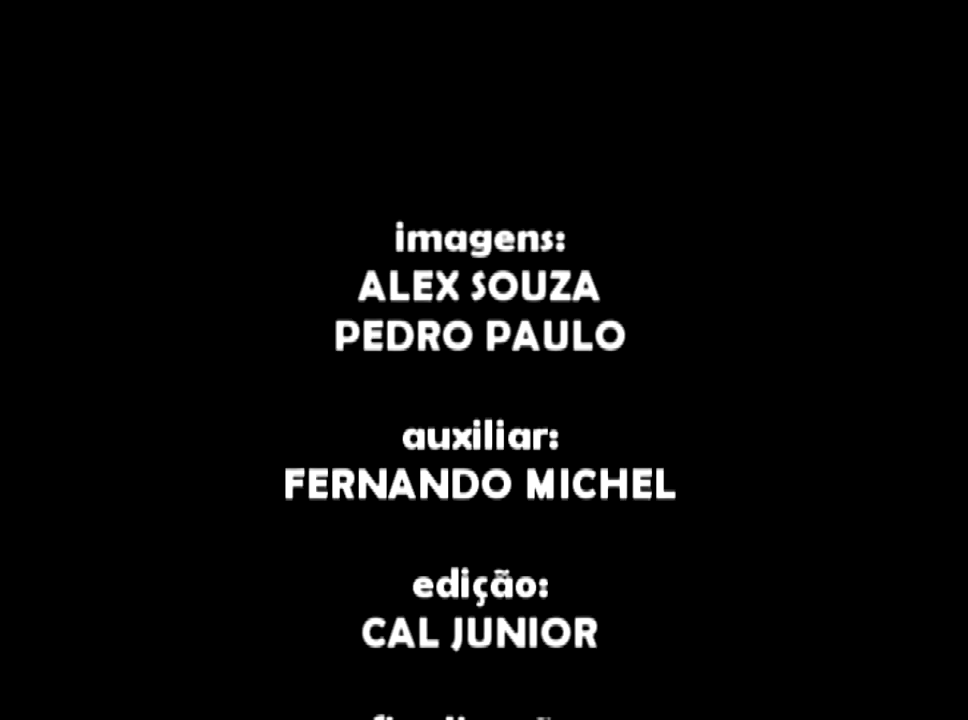 imagens:
ALEX SOUZA
PEDRO PAULO
auxiliar:
FERNANDO MICHEL
edição:
CAL JUNIOR